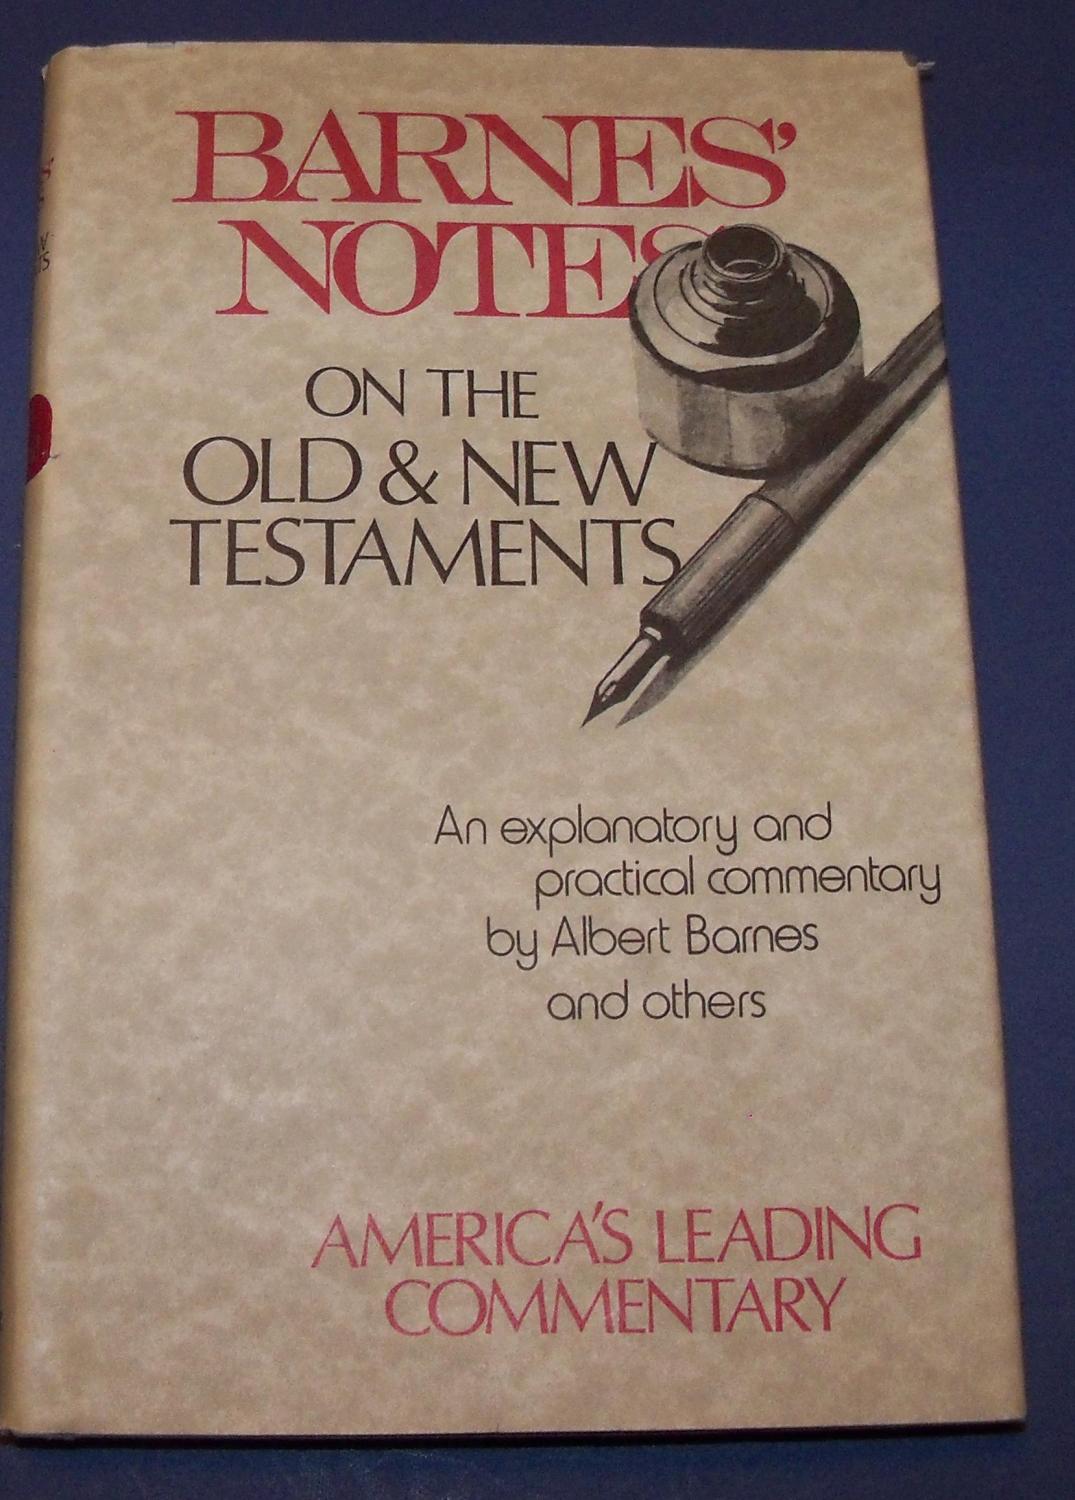 BARNES'
NOTES
ON THE
OLD & NEW
TESTAMENTS
An explanatory and
practical commentary
by Albert Barnes
and others
AMERICA'S LEADING
COMMENTARY